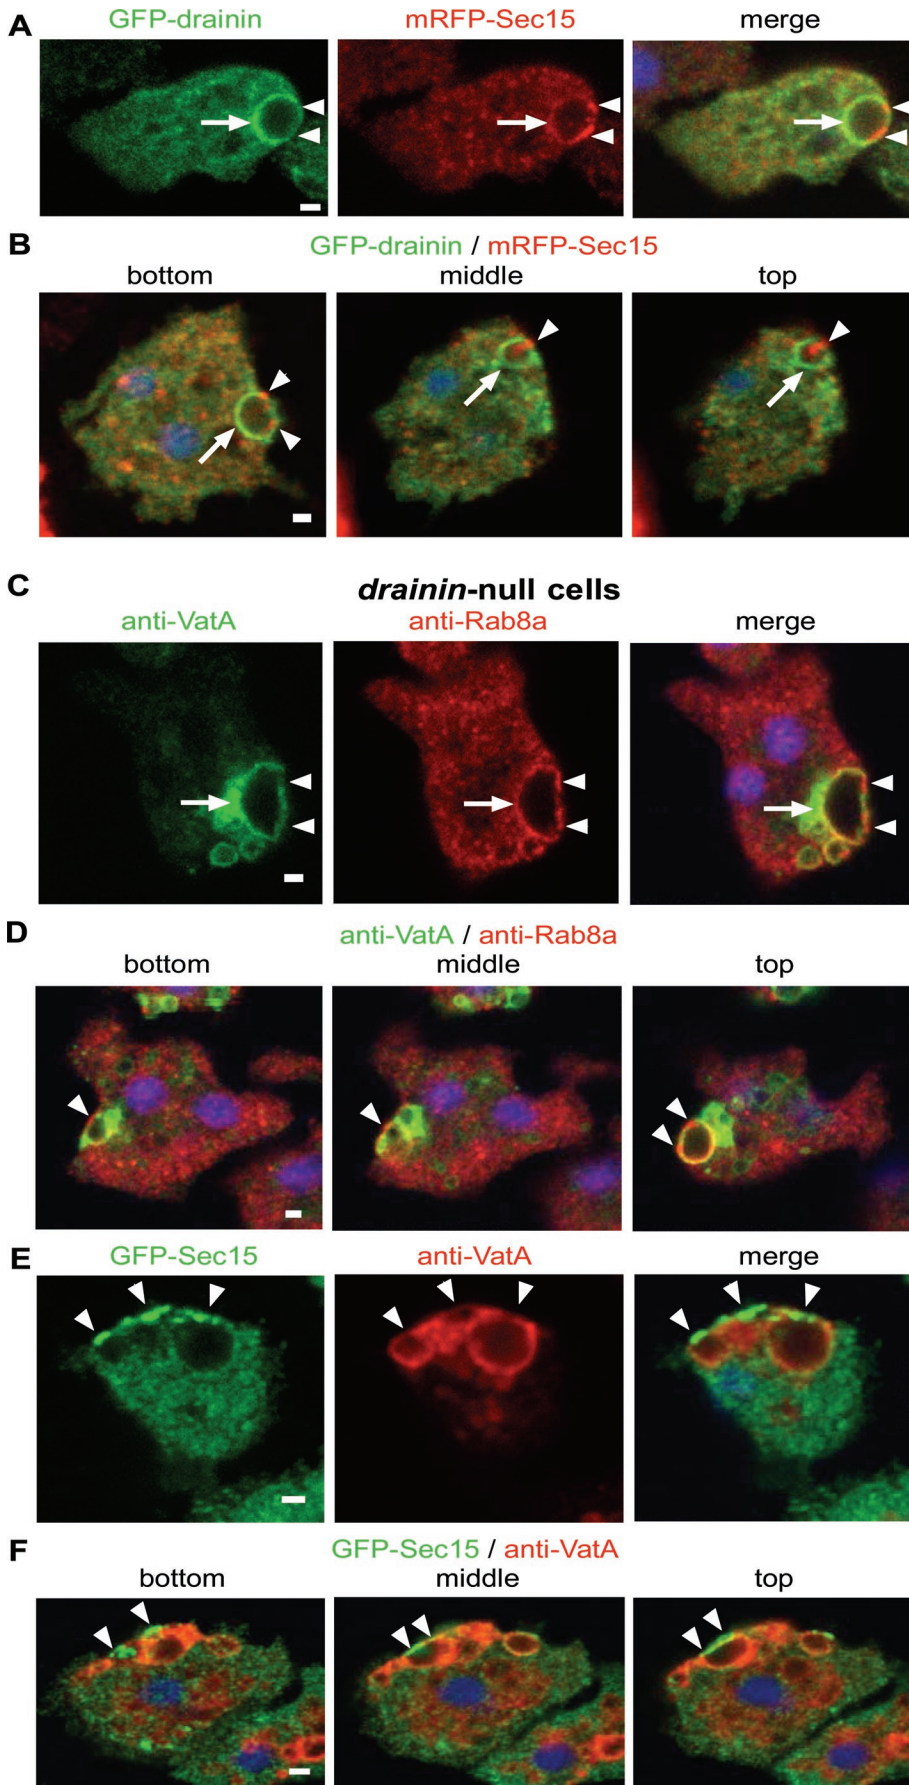 A
GFP-drainin mRFP-Sec15 merge
B
GFP-drainin / mRFP-Sec15
bottom middle top
C
drainin-null cells
anti-VatA anti-Rab8a merge
D
anti-VatA / anti-Rab8a
bottom middle top
E
GFP-Sec15 anti-VatA merge
F
GFP-Sec15 / anti-VatA
bottom middle top